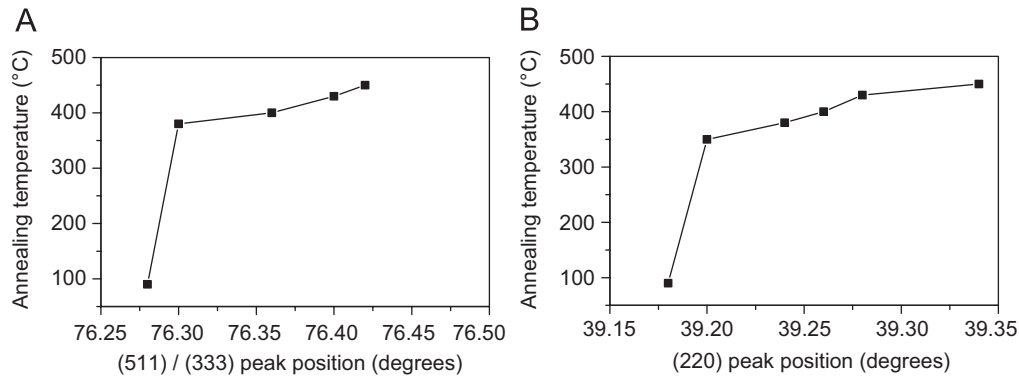 A
Annealing temperature (°C)
500
400
300
200
100
76.25 76.30 76.35 76.40 76.45 76.50
(511) / (333) peak position (degrees)
B
Annealing temperature (°C)
500
400
300
200
100
39.15 39.20 39.25 39.30 39.35
(220) peak position (degrees)